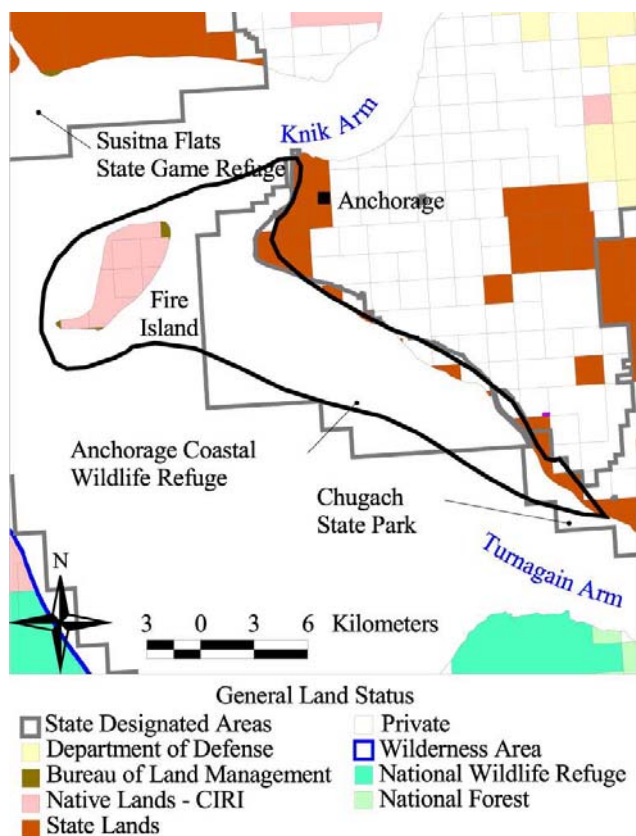 Knik Arm
Susitna Flats
State Game Refuge
Anchorage
Fire
Island
Anchorage Coastal
Wildlife Refuge
Chugach
State Park
Turnagain Arm
N
3 0 3 6 Kilometers
General Land Status
State Designated Areas
Private
Department of Defense
Wilderness Area
Bureau of Land Management
National Wildlife Refuge
Native Lands - CIRI
National Forest
State Lands